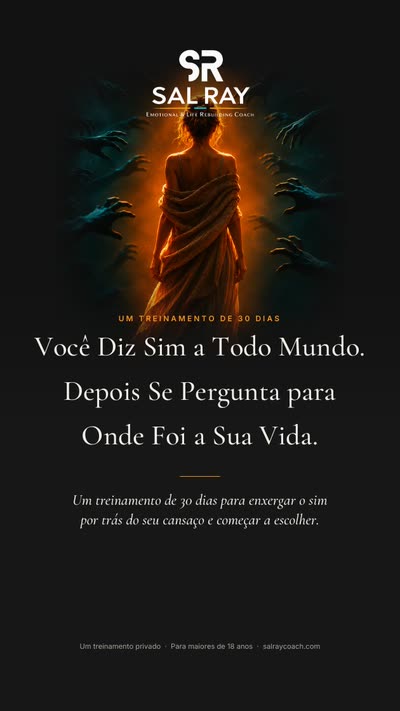 SR
SAL RAY
Emotional & Life Rebuilding Coach
UM TREINAMENTO DE 30 DIAS
Você Diz Sim a Todo Mundo.
Depois Se Pergunta para
Onde Foi a Sua Vida.
Um treinamento de 30 dias para enxergar o sim
por trás do seu cansaço e começar a escolher.
Um treinamento privado · Para maiores de 18 anos · salraycoach.com